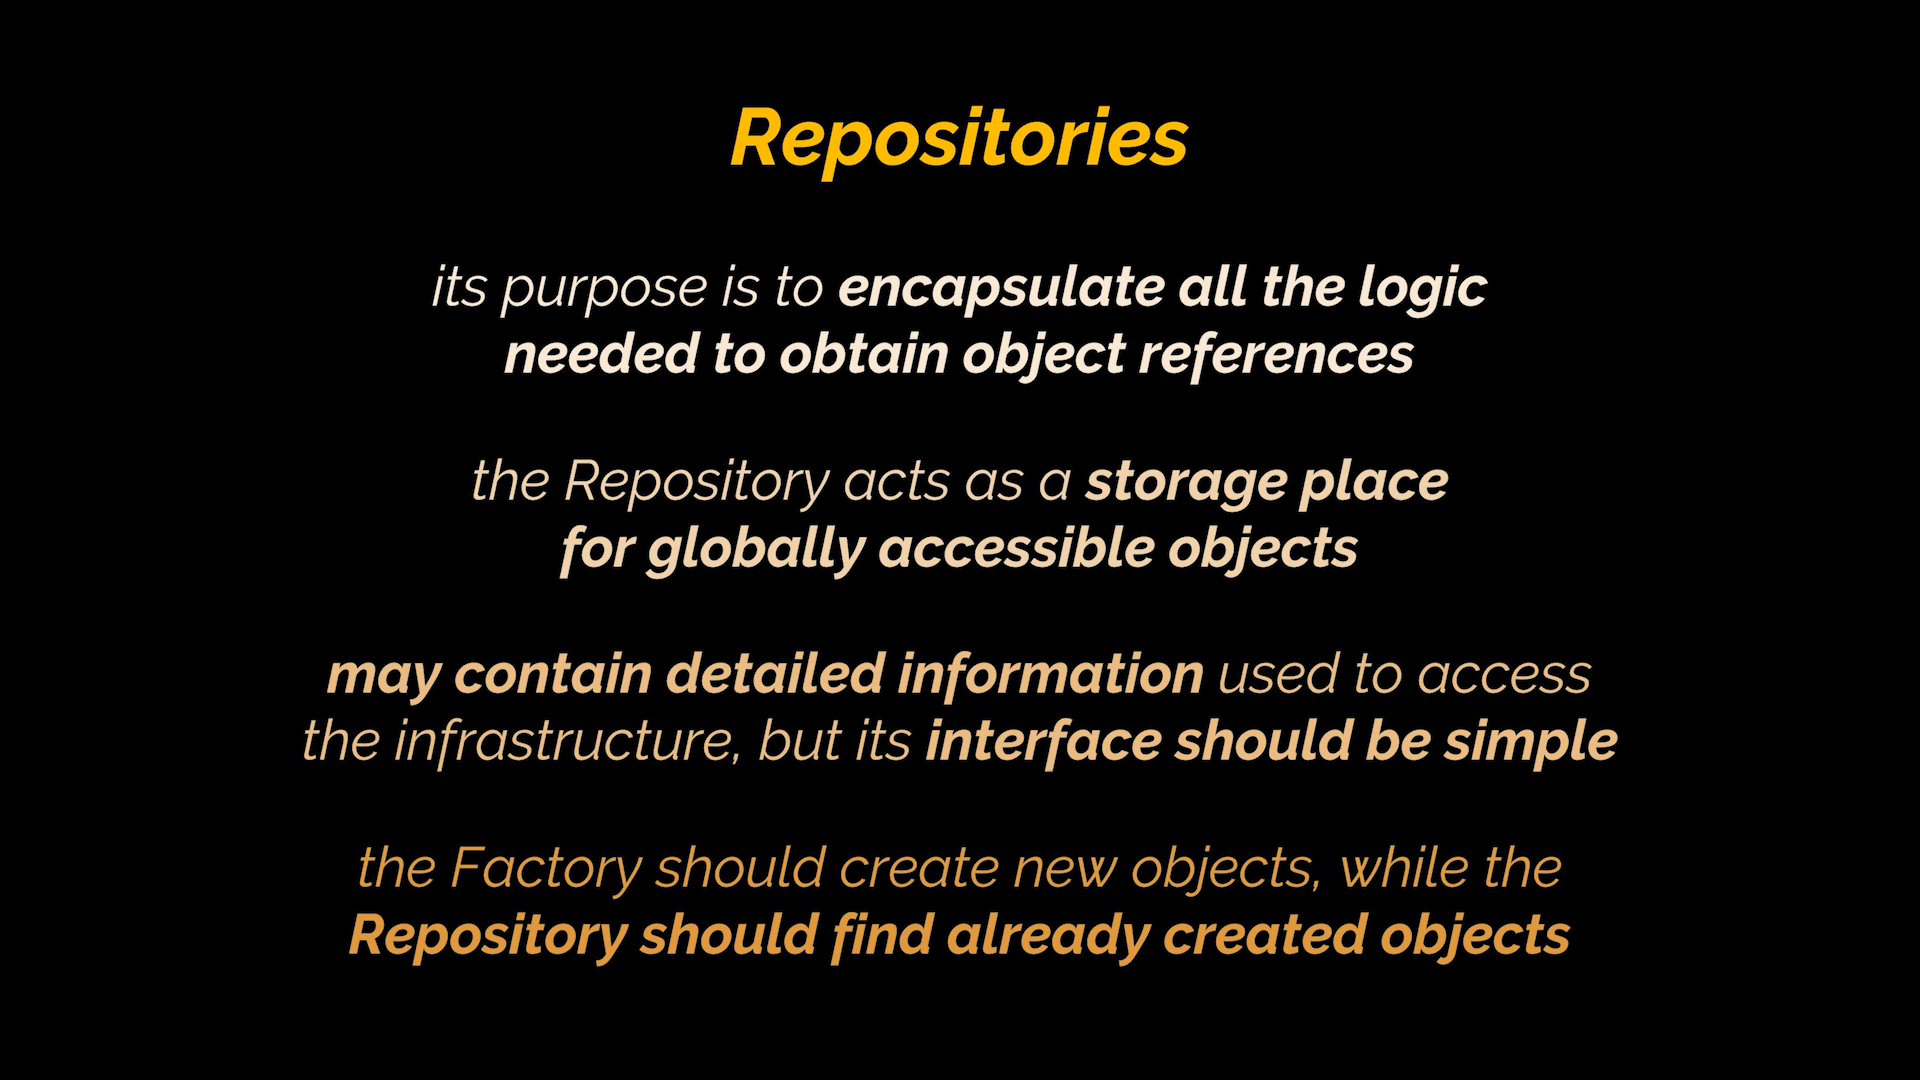 Repositories
its purpose is to encapsulate all the logic
needed to obtain object references
the Repository acts as a storage place
for globally accessible objects
may contain detailed information used to access
the infrastructure, but its interface should be simple
the Factory should create new objects, while the
Repository should find already created objects